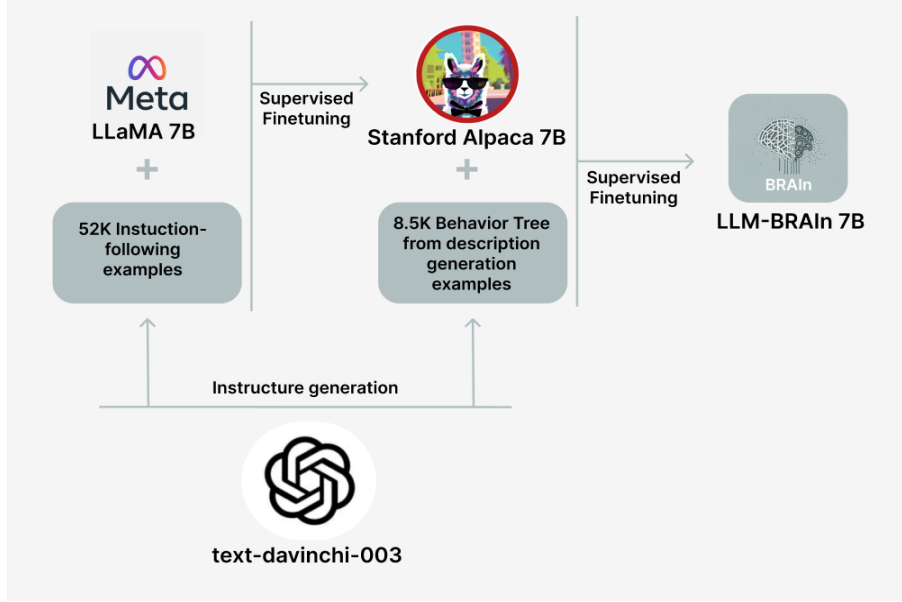 Meta
LLaMA 7B
+
52K Instuction-
following
examples
Supervised
Finetuning
Stanford Alpaca 7B
+
8.5K Behavior Tree
from description
generation
examples
Supervised
Finetuning
BRAIn
LLM-BRAIn 7B
Instructure generation
text-davinchi-003